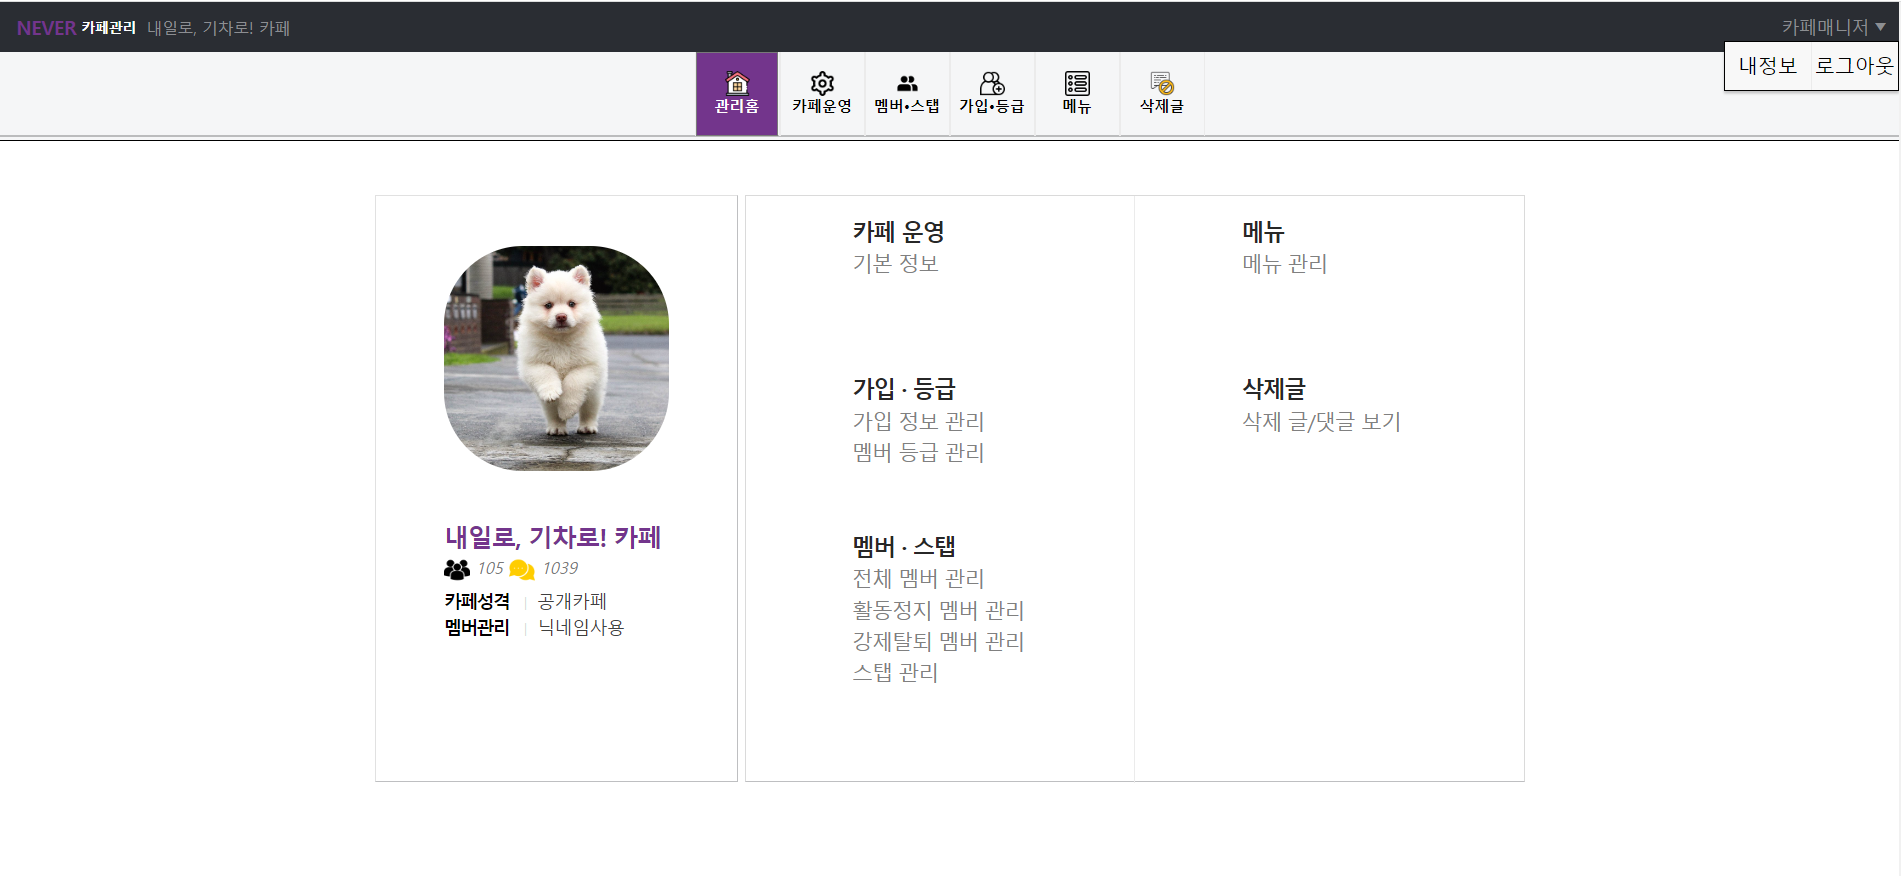 NEVER 카페관리 내일로, 기차로! 카페
카페매니저 ▼
내정보 로그아웃
관리홈 카페운영 멤버•스탭 가입•등급 메뉴 삭제글
내일로, 기차로! 카페
105 1039
카페성격 | 공개카페
멤버관리 | 닉네임사용
카페 운영
기본 정보
가입 · 등급
가입 정보 관리
멤버 등급 관리
멤버 · 스탭
전체 멤버 관리
활동정지 멤버 관리
강제탈퇴 멤버 관리
스탭 관리
메뉴
메뉴 관리
삭제글
삭제 글/댓글 보기